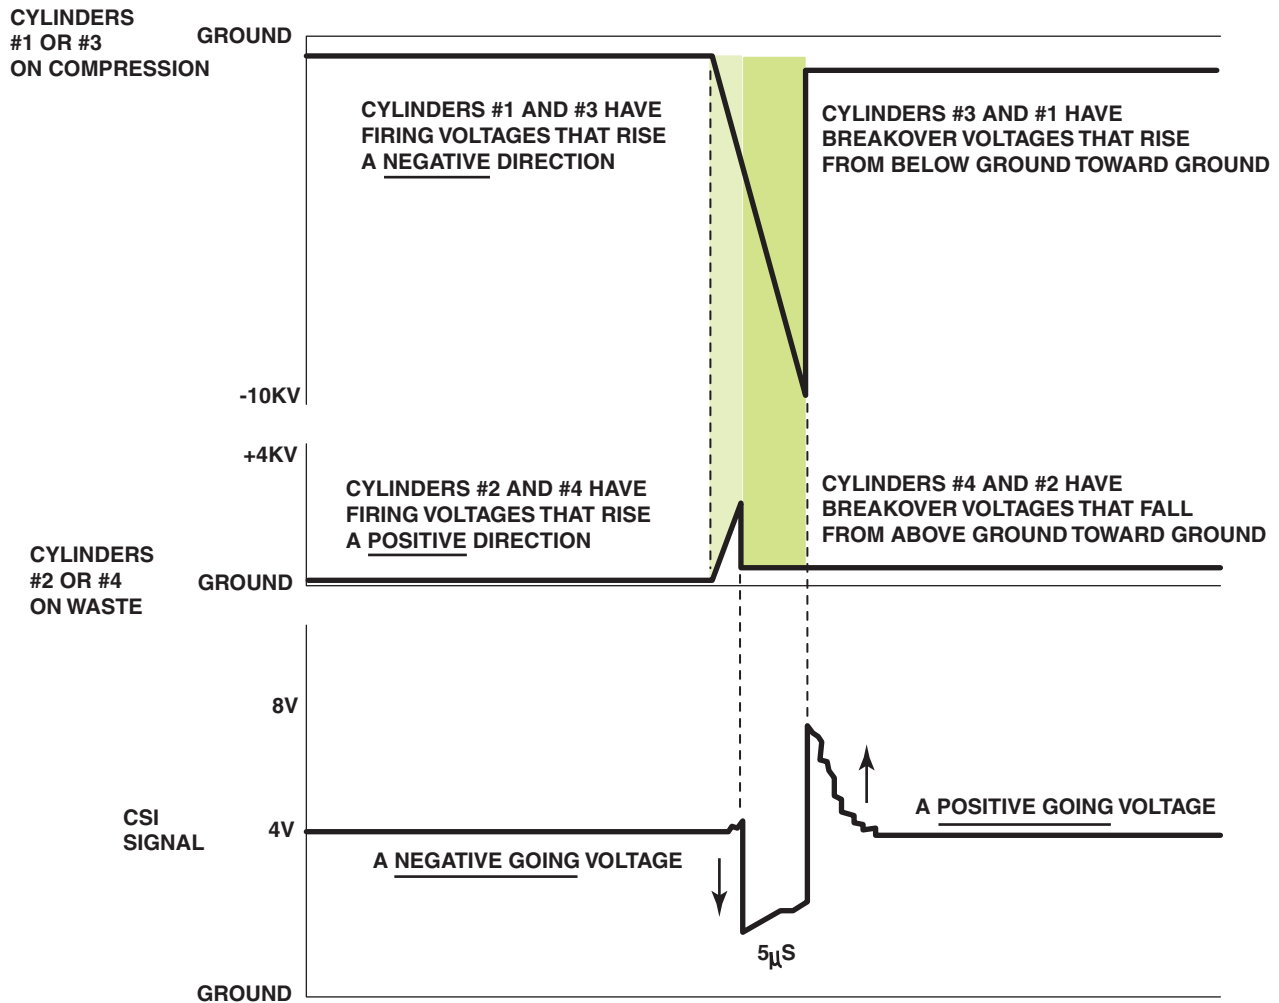 CYLINDERS
#1 OR #3
ON COMPRESSION
GROUND
CYLINDERS #1 AND #3 HAVE
FIRING VOLTAGES THAT RISE
A NEGATIVE DIRECTION
CYLINDERS #3 AND #1 HAVE
BREAKOVER VOLTAGES THAT RISE
FROM BELOW GROUND TOWARD GROUND
-10KV
+4KV
CYLINDERS #2 AND #4 HAVE
FIRING VOLTAGES THAT RISE
A POSITIVE DIRECTION
CYLINDERS #4 AND #2 HAVE
BREAKOVER VOLTAGES THAT FALL
FROM ABOVE GROUND TOWARD GROUND
CYLINDERS
#2 OR #4
ON WASTE
GROUND
8V
CSI
SIGNAL
4V
A NEGATIVE GOING VOLTAGE
A POSITIVE GOING VOLTAGE
5μS
GROUND